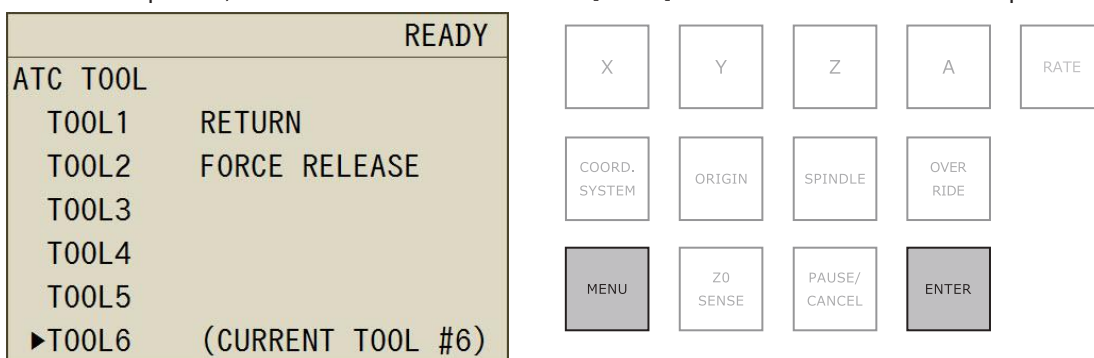 READY
ATC TOOL
TOOL1 RETURN
TOOL2 FORCE RELEASE
TOOL3
TOOL4
TOOL5
▶TOOL6 (CURRENT TOOL #6)
X Y Z A RATE
COORD. SYSTEM ORIGIN SPINDLE OVER RIDE
MENU Z0 SENSE PAUSE/ CANCEL ENTER